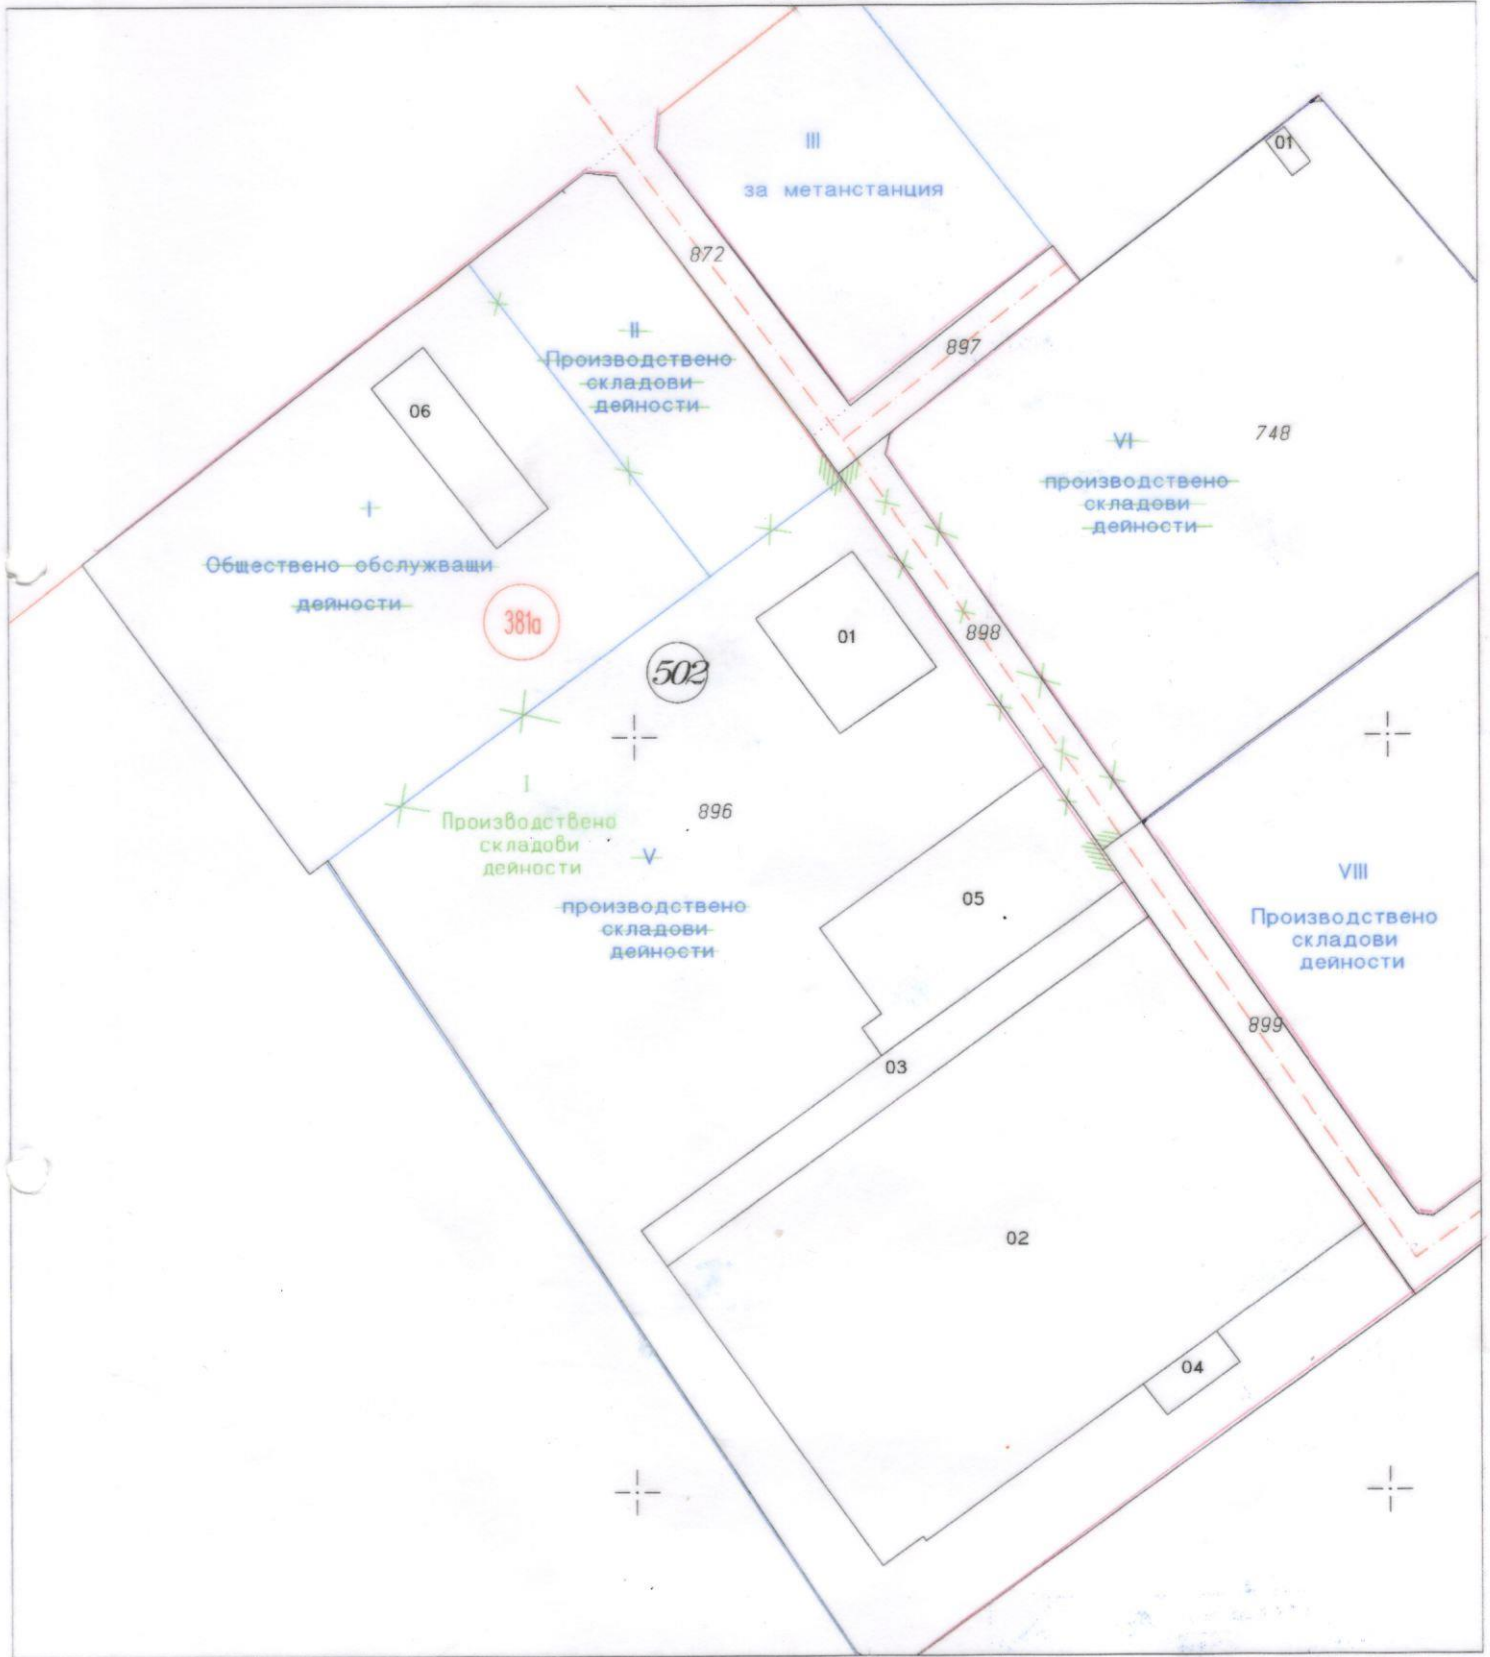 III
за метанстанция
01
872
II
Производствено
складови
дейности
897
06
748
VI
производствено
складови
дейности
I
Обществено обслужващи
дейности
381а
01
898
502
I
Производствено
складови
дейности
896
V
производствено
складови
дейности
05
VIII
Производствено
складови
дейности
899
03
02
04